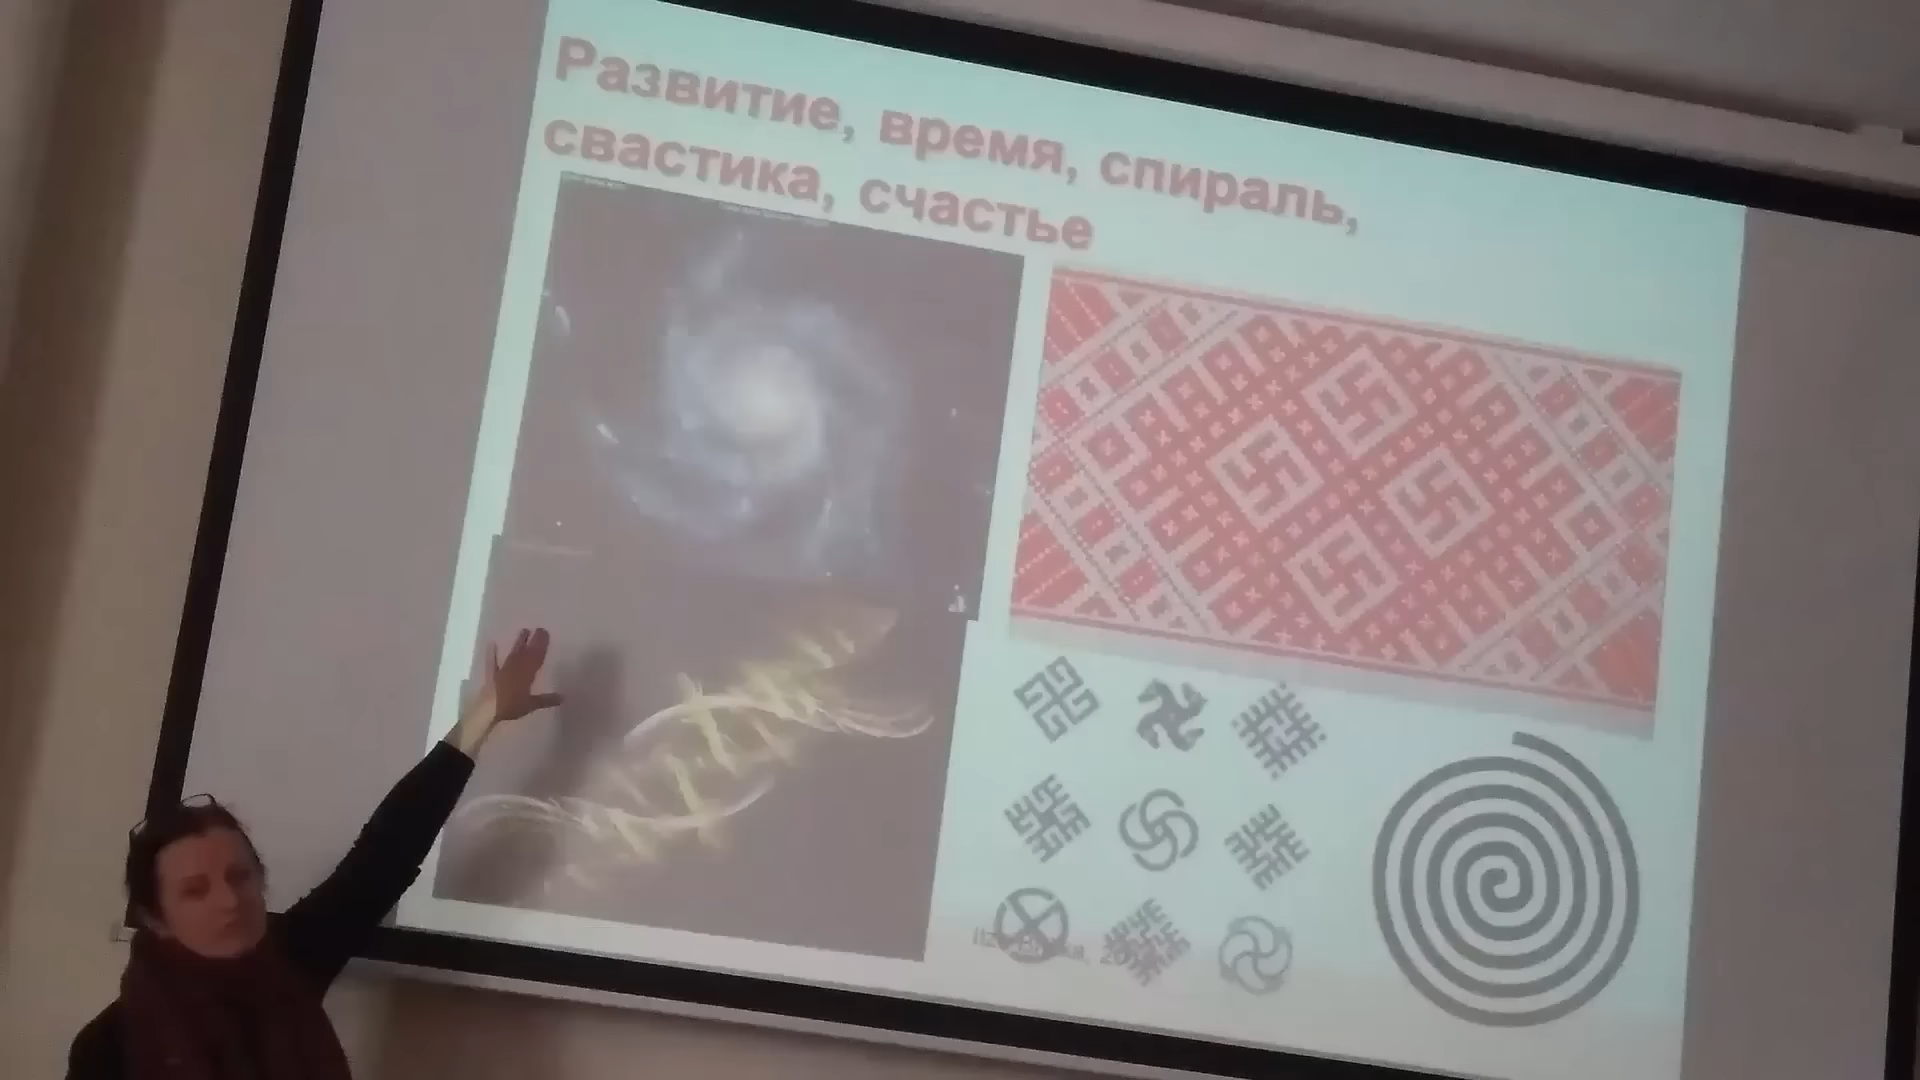 Развитие, время, спираль,
свастика, счастье